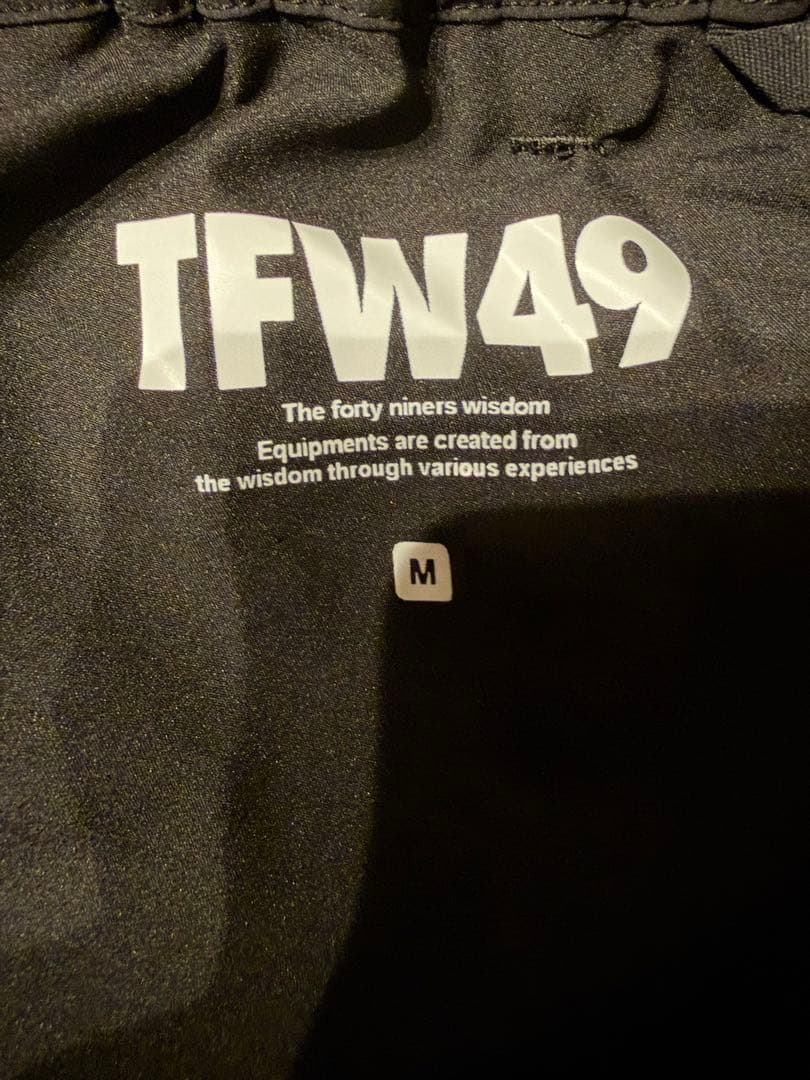 TFW49
The forty niners wisdom
Equipments are created from
the wisdom through various experiences
M